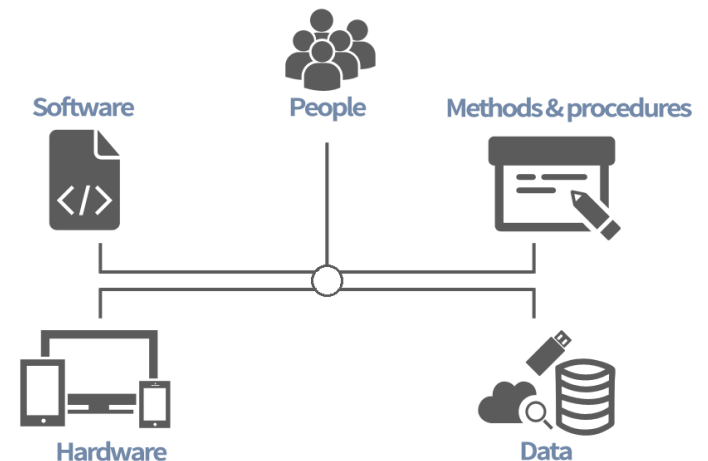 People
Software
Methods & procedures
</>
Hardware
Data